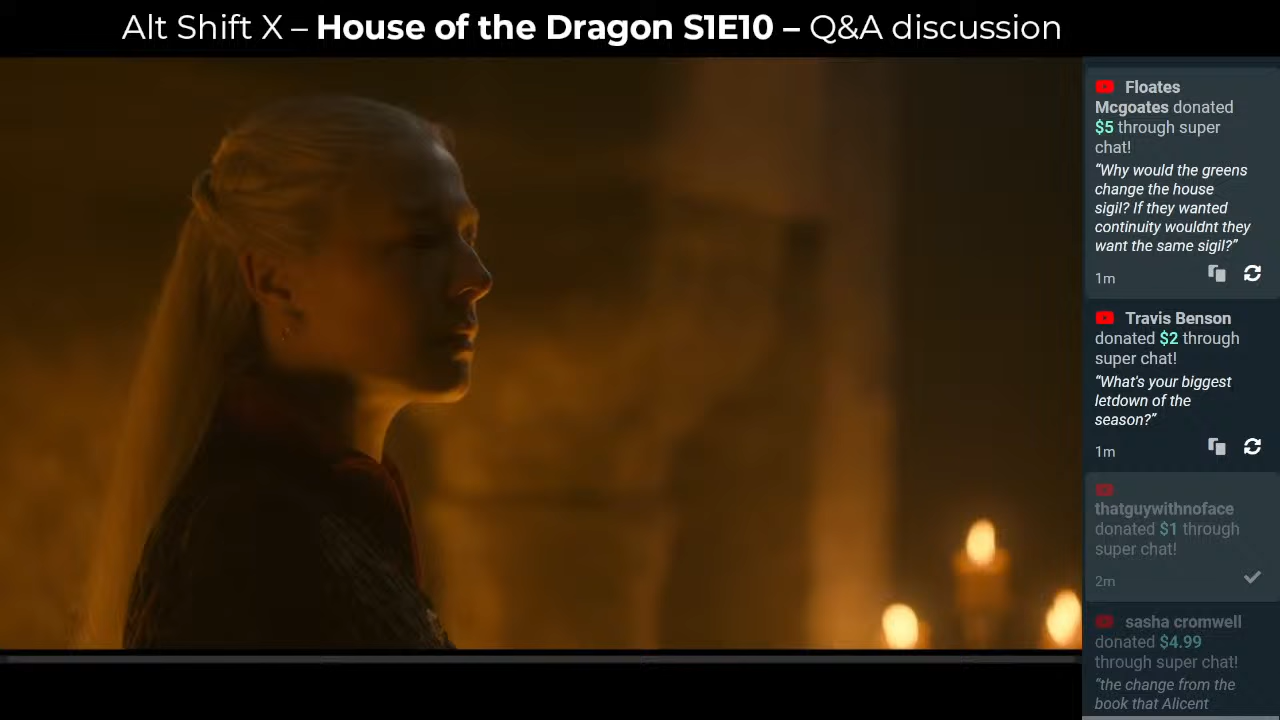 Alt Shift X – House of the Dragon S1E10 – Q&A discussion
Floates
Mcgoates donated
$5 through super
chat!
“Why would the greens
change the house
sigil? If they wanted
continuity wouldnt they
want the same sigil?”
1m
Travis Benson
donated $2 through
super chat!
“What's your biggest
letdown of the
season?”
1m
thatguywithnoface
donated $1 through
super chat!
2m
sasha cromwell
donated $4.99
through super chat!
“the change from the
book that Alicent